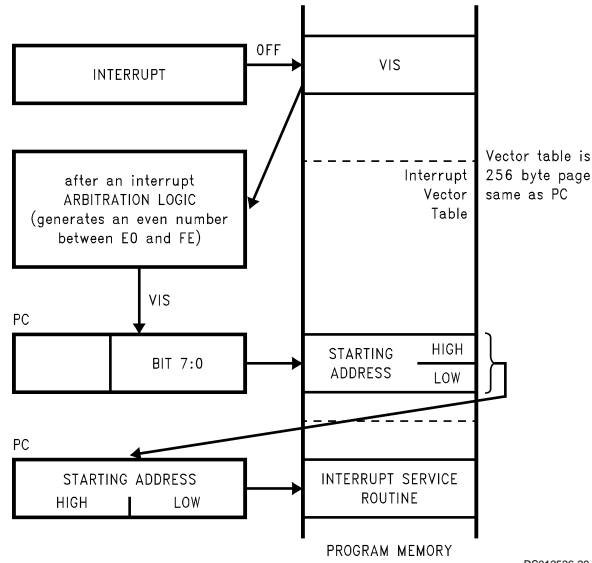 INTERRUPT
OFF
VIS
after an interrupt
ARBITRATION LOGIC
(generates an even number
between E0 and FE)
Interrupt
Vector
Table
Vector table is
256 byte page
same as PC
VIS
PC
BIT 7:0
STARTING
ADDRESS
HIGH
LOW
PC
STARTING ADDRESS
HIGH
LOW
INTERRUPT SERVICE
ROUTINE
PROGRAM MEMORY